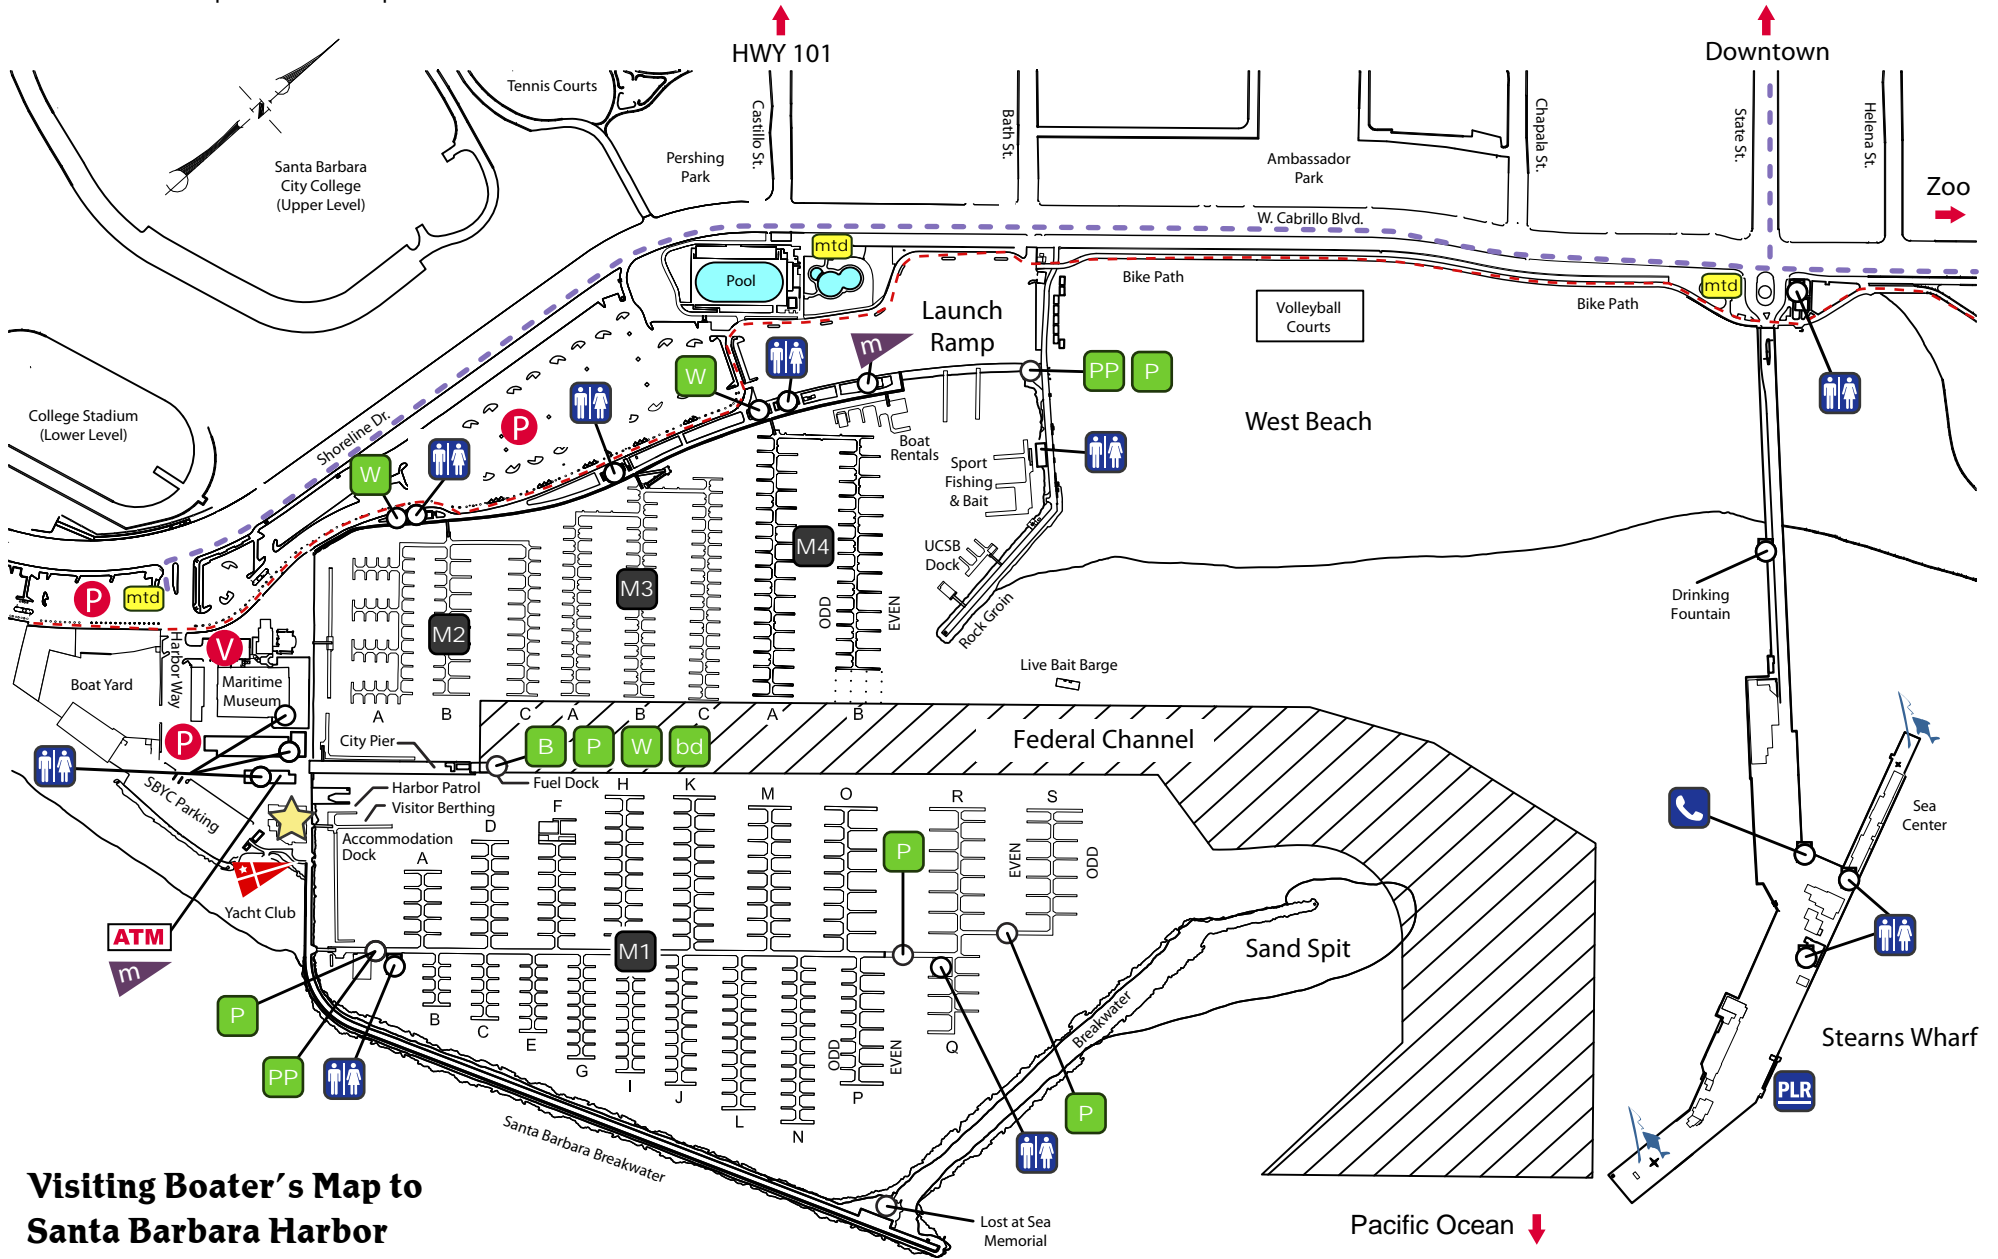 HWY 101
Downtown
Tennis Courts
Castillo St.
Bath St.
Chapala St.
State St.
Helena St.
N
Santa Barbara
City College
(Upper Level)
Pershing
Park
Ambassador
Park
Zoo
W. Cabrillo Blvd.
mtd
Pool
Bike Path
mtd
Bike Path
Launch
Ramp
Volleyball
Courts
m
W
PP
P
College Stadium
(Lower Level)
Shoreline Dr.
P
West Beach
Boat
Rentals
Sport
Fishing
& Bait
W
M4
UCSB
Dock
M3
P
mtd
ODD
EVEN
Rock Groin
Drinking
Fountain
M2
Harbor Way
V
Boat Yard
Maritime
Museum
Live Bait Barge
A
B
C
A
B
C
A
B
P
City Pier
B
P
W
bd
Federal Channel
Fuel Dock
SBYC Parking
Harbor Patrol
Visitor Berthing
Accommodation
Dock
A
D
F
H
K
M
O
R
S
EVEN
ODD
P
Sea
Center
Yacht Club
ATM
m
M1
Sand Spit
P
PP
B
C
E
G
I
J
L
N
ODD
P
EVEN
Q
Breakwater
P
Stearns Wharf
PLR
Santa Barbara Breakwater
Lost at Sea
Memorial
Pacific Ocean
Visiting Boater's Map to
Santa Barbara Harbor